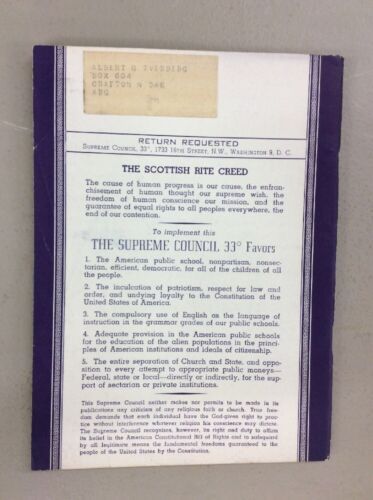 ALBERT G
BOX 604
GRAFTON N DAK
RETURN REQUESTED
SUPREME COUNCIL, 33°, 1733 16TH STREET, N.W., WASHINGTON 9, D. C.
THE SCOTTISH RITE CREED
The cause of human progress is our cause, the enfran-
chisement of human thought our supreme wish, the
freedom of human conscience our mission, and the
guarantee of equal rights to all peoples everywhere, the
end of our contention.
To implement this
THE SUPREME COUNCIL 33° Favors
1. The American public school, nonpartisan, nonsec-
tarian, efficient, democratic, for all of the children of all
the people.
2. The inculcation of patriotism, respect for law and
order, and undying loyalty to the Constitution of the
United States of America.
3. The compulsory use of English as the language of
instruction in the grammar grades of our public schools.
4. Adequate provision in the American public schools
for the education of the alien populations in the princi-
ples of American institutions and ideals of citizenship.
5. The entire separation of Church and State, and oppo-
sition to every attempt to appropriate public moneys—
Federal, state or local—directly or indirectly, for the sup-
port of sectarian or private institutions.
This Supreme Council neither makes nor permits to be made in its
publications any criticism of any religious faith or church. True free-
dom demands that each individual have the God-given right to prac-
tice without interference whatever religion his conscience may dictate.
The Supreme Council recognizes, however, its right and duty to affirm
its belief in the American Constitutional Bill of Rights and to safeguard
by all legitimate means the fundamental freedoms guaranteed to the
people of the United States by the Constitution.